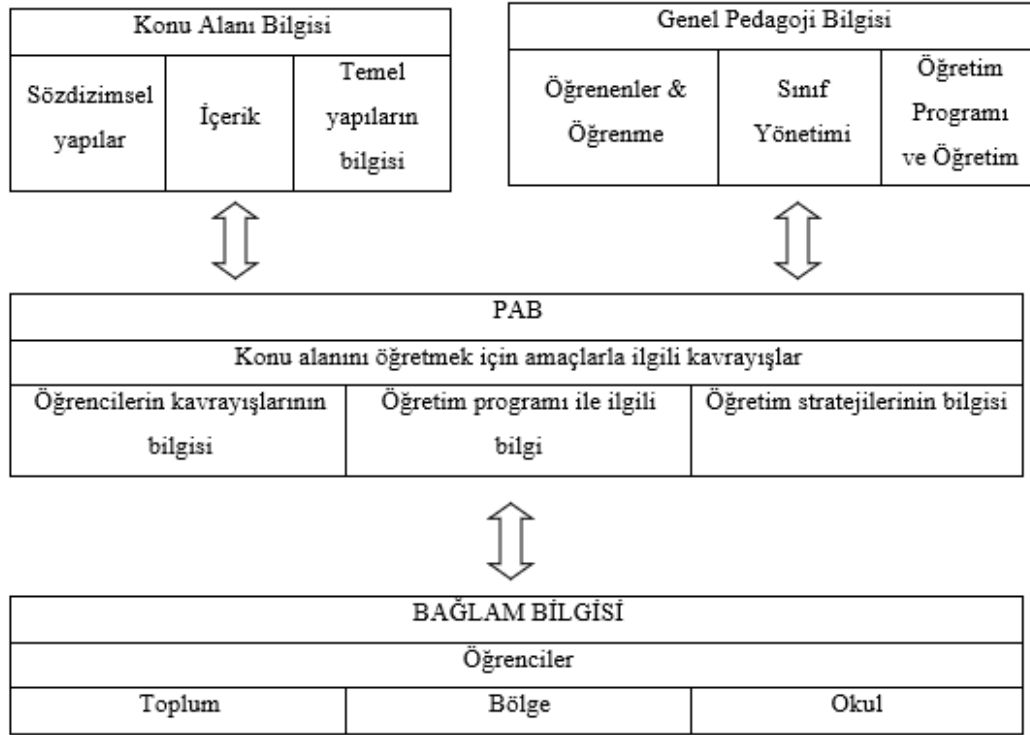 Konu Alanı Bilgisi
Sözdizimsel
yapılar
İçerik
Temel
yapıların
bilgisi
Genel Pedagoji Bilgisi
Öğrenenler &
Öğrenme
Sınıf
Yönetimi
Öğretim
Programı
ve Öğretim
PAB
Konu alanını öğretmek için amaçlarla ilgili kavrayışlar
Öğrencilerin kavrayışlarının
bilgisi
Öğretim programı ile ilgili
bilgi
Öğretim stratejilerinin bilgisi
BAĞLAM BİLGİSİ
Öğrenciler
Toplum
Bölge
Okul